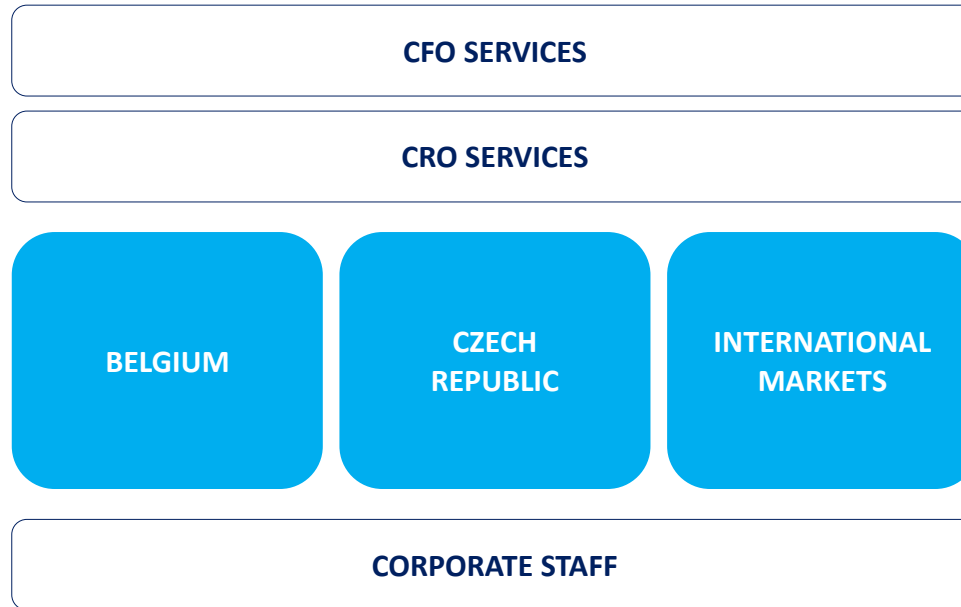 CFO SERVICES
CRO SERVICES
BELGIUM
CZECH
REPUBLIC
INTERNATIONAL
MARKETS
CORPORATE STAFF